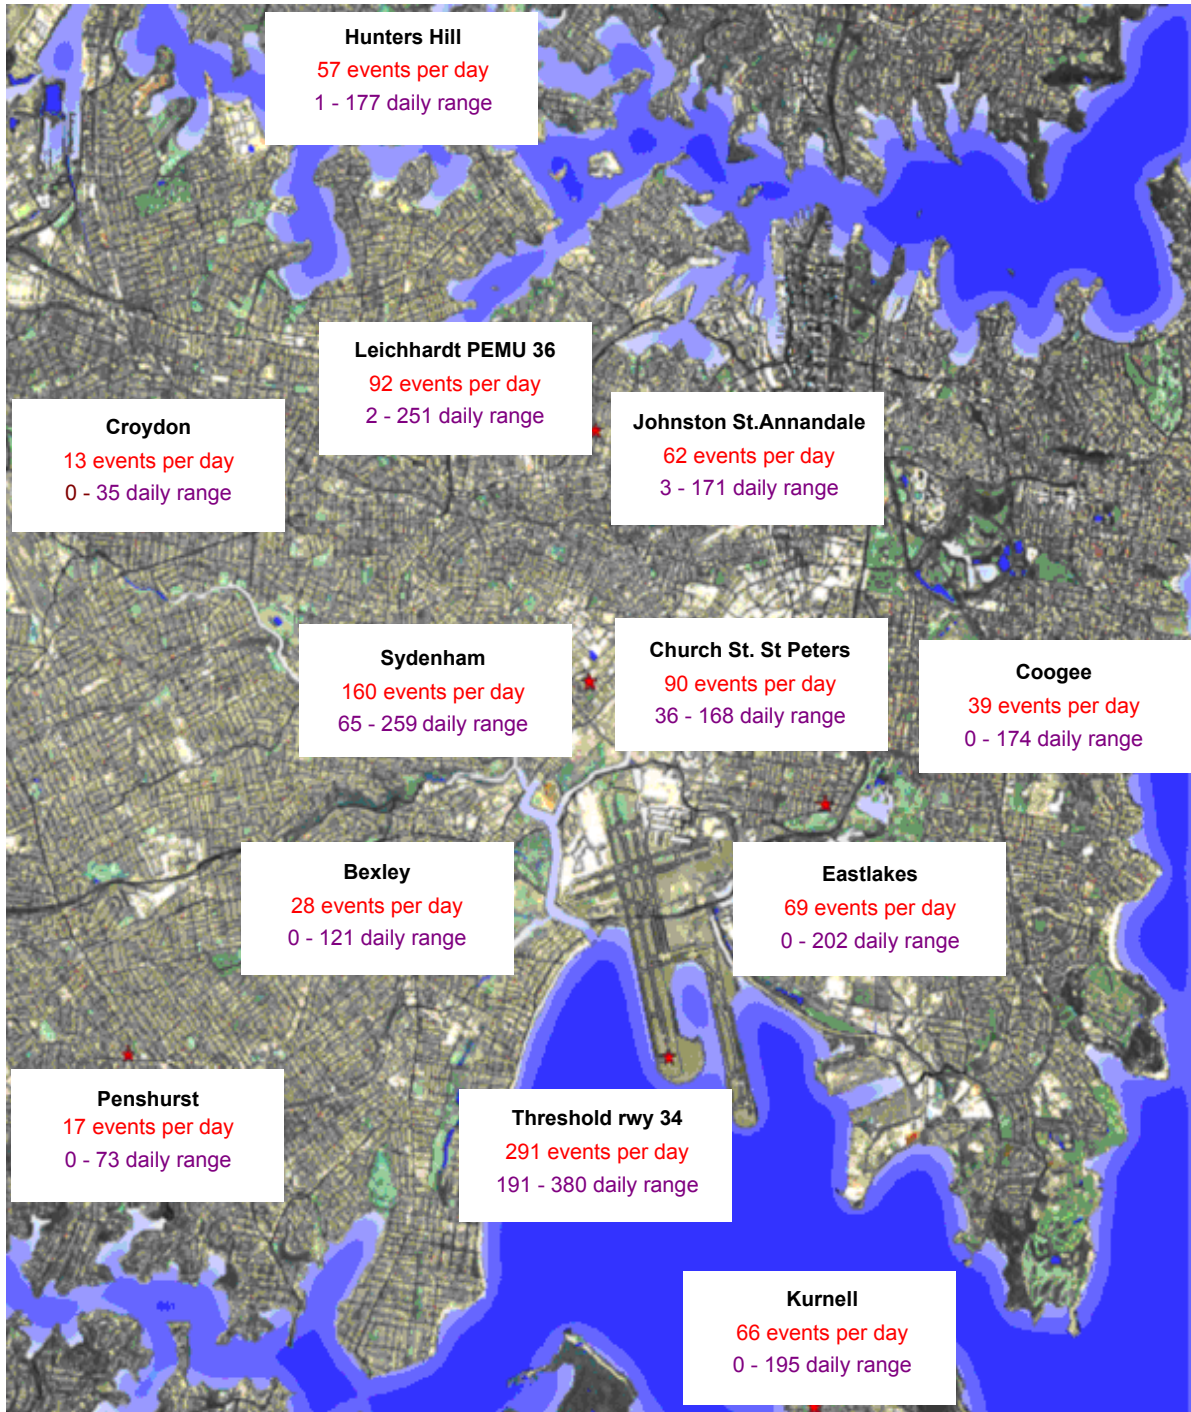 Hunters Hill
57 events per day
1 - 177 daily range
Leichhardt PEMU 36
92 events per day
2 - 251 daily range
Croydon
13 events per day
0 - 35 daily range
Johnston St.Annandale
62 events per day
3 - 171 daily range
Sydenham
160 events per day
65 - 259 daily range
Church St. St Peters
90 events per day
36 - 168 daily range
Coogee
39 events per day
0 - 174 daily range
Bexley
28 events per day
0 - 121 daily range
Eastlakes
69 events per day
0 - 202 daily range
Penshurst
17 events per day
0 - 73 daily range
Threshold rwy 34
291 events per day
191 - 380 daily range
Kurnell
66 events per day
0 - 195 daily range